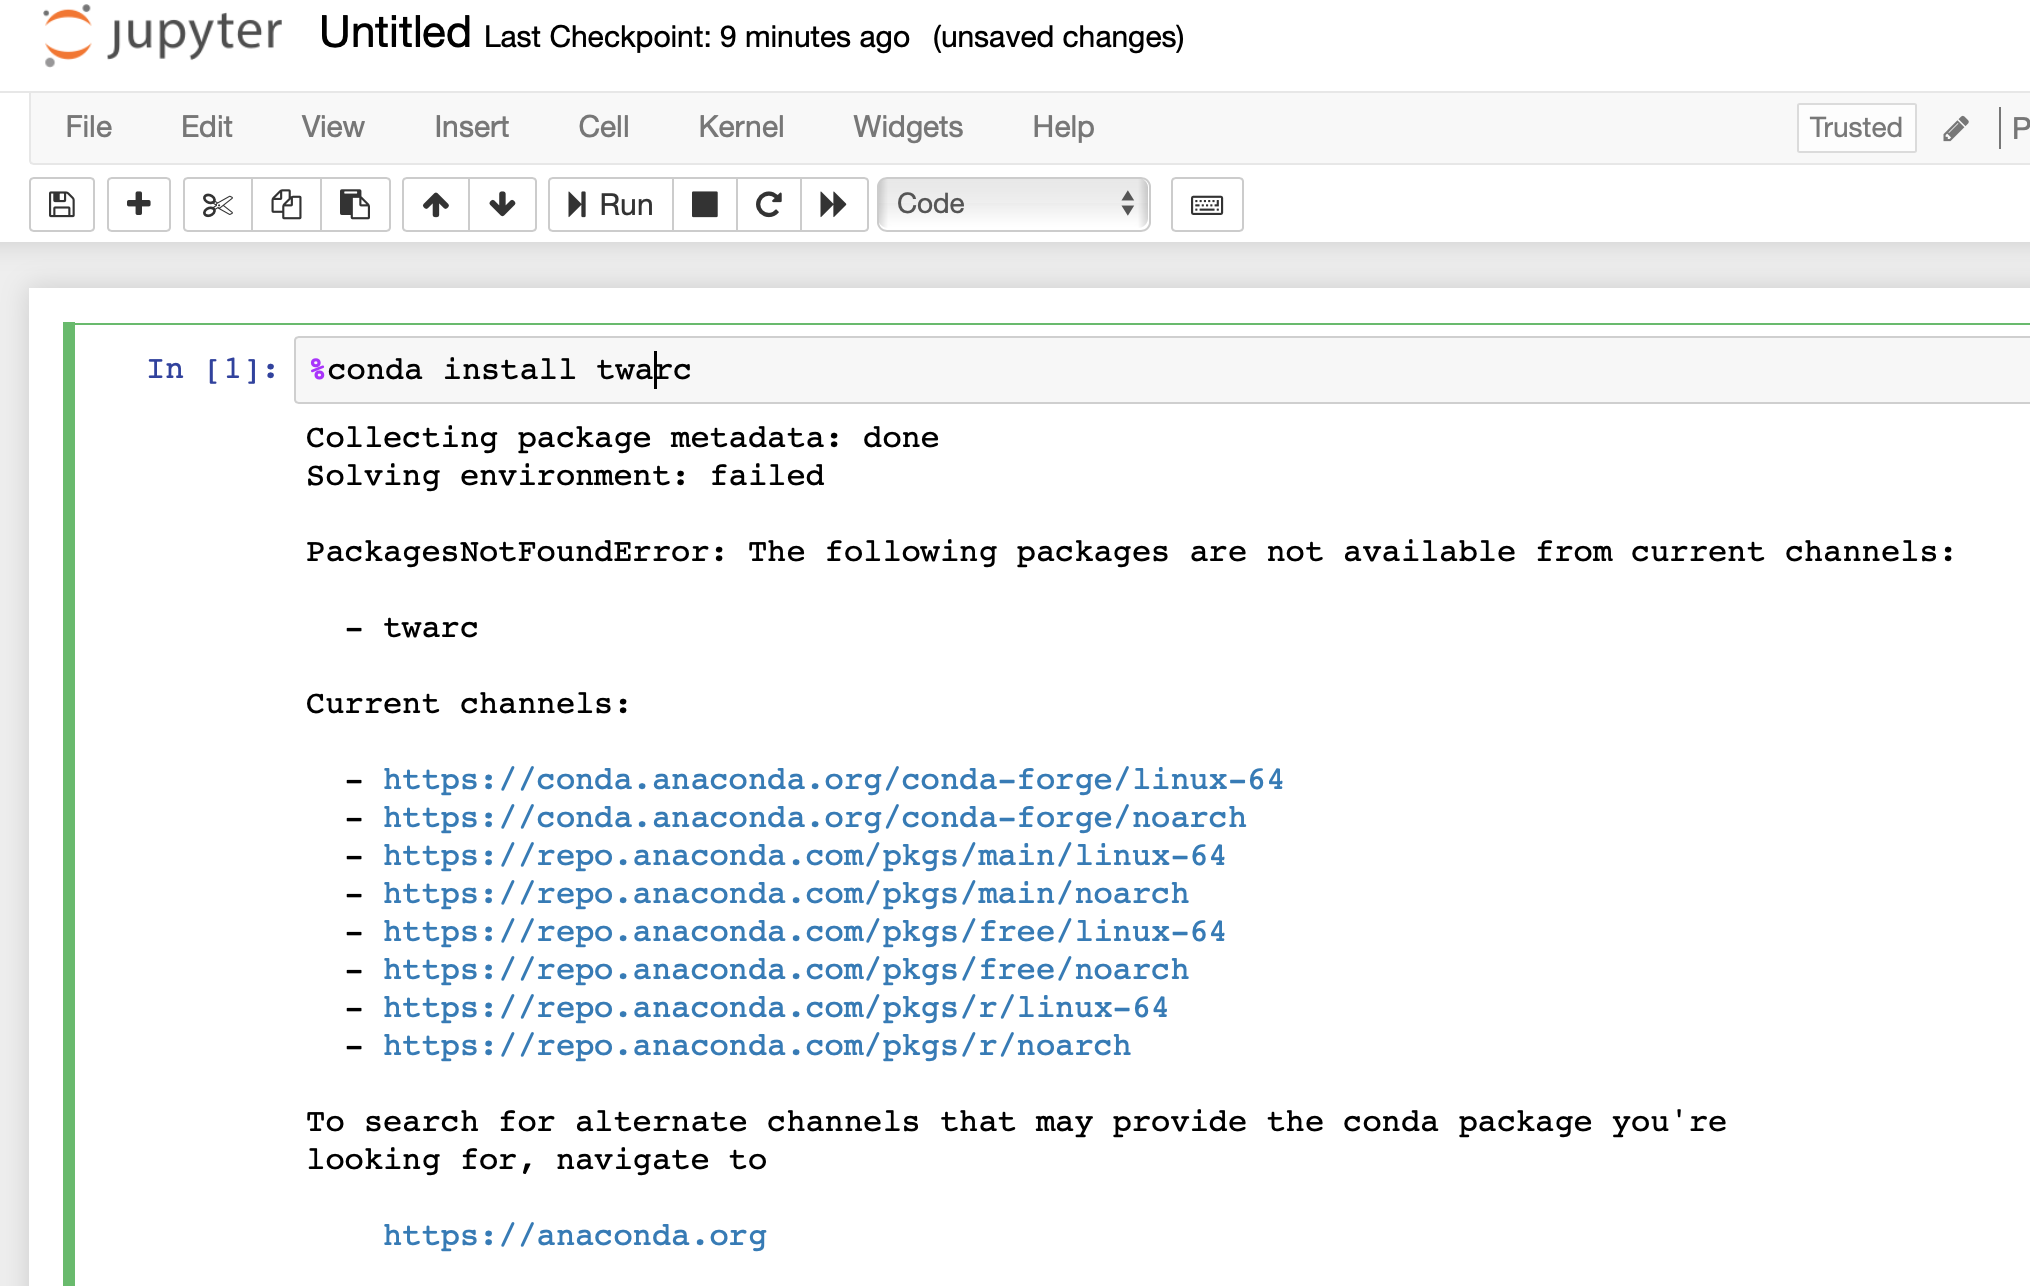 jupyter Untitled Last Checkpoint: 9 minutes ago (unsaved changes)
File Edit View Insert Cell Kernel Widgets Help Trusted P
Run Code
In [1]: %conda install twarc
Collecting package metadata: done
Solving environment: failed
PackagesNotFoundError: The following packages are not available from current channels:
- twarc
Current channels:
- https://conda.anaconda.org/conda-forge/linux-64
- https://conda.anaconda.org/conda-forge/noarch
- https://repo.anaconda.com/pkgs/main/linux-64
- https://repo.anaconda.com/pkgs/main/noarch
- https://repo.anaconda.com/pkgs/free/linux-64
- https://repo.anaconda.com/pkgs/free/noarch
- https://repo.anaconda.com/pkgs/r/linux-64
- https://repo.anaconda.com/pkgs/r/noarch
To search for alternate channels that may provide the conda package you're
looking for, navigate to
https://anaconda.org